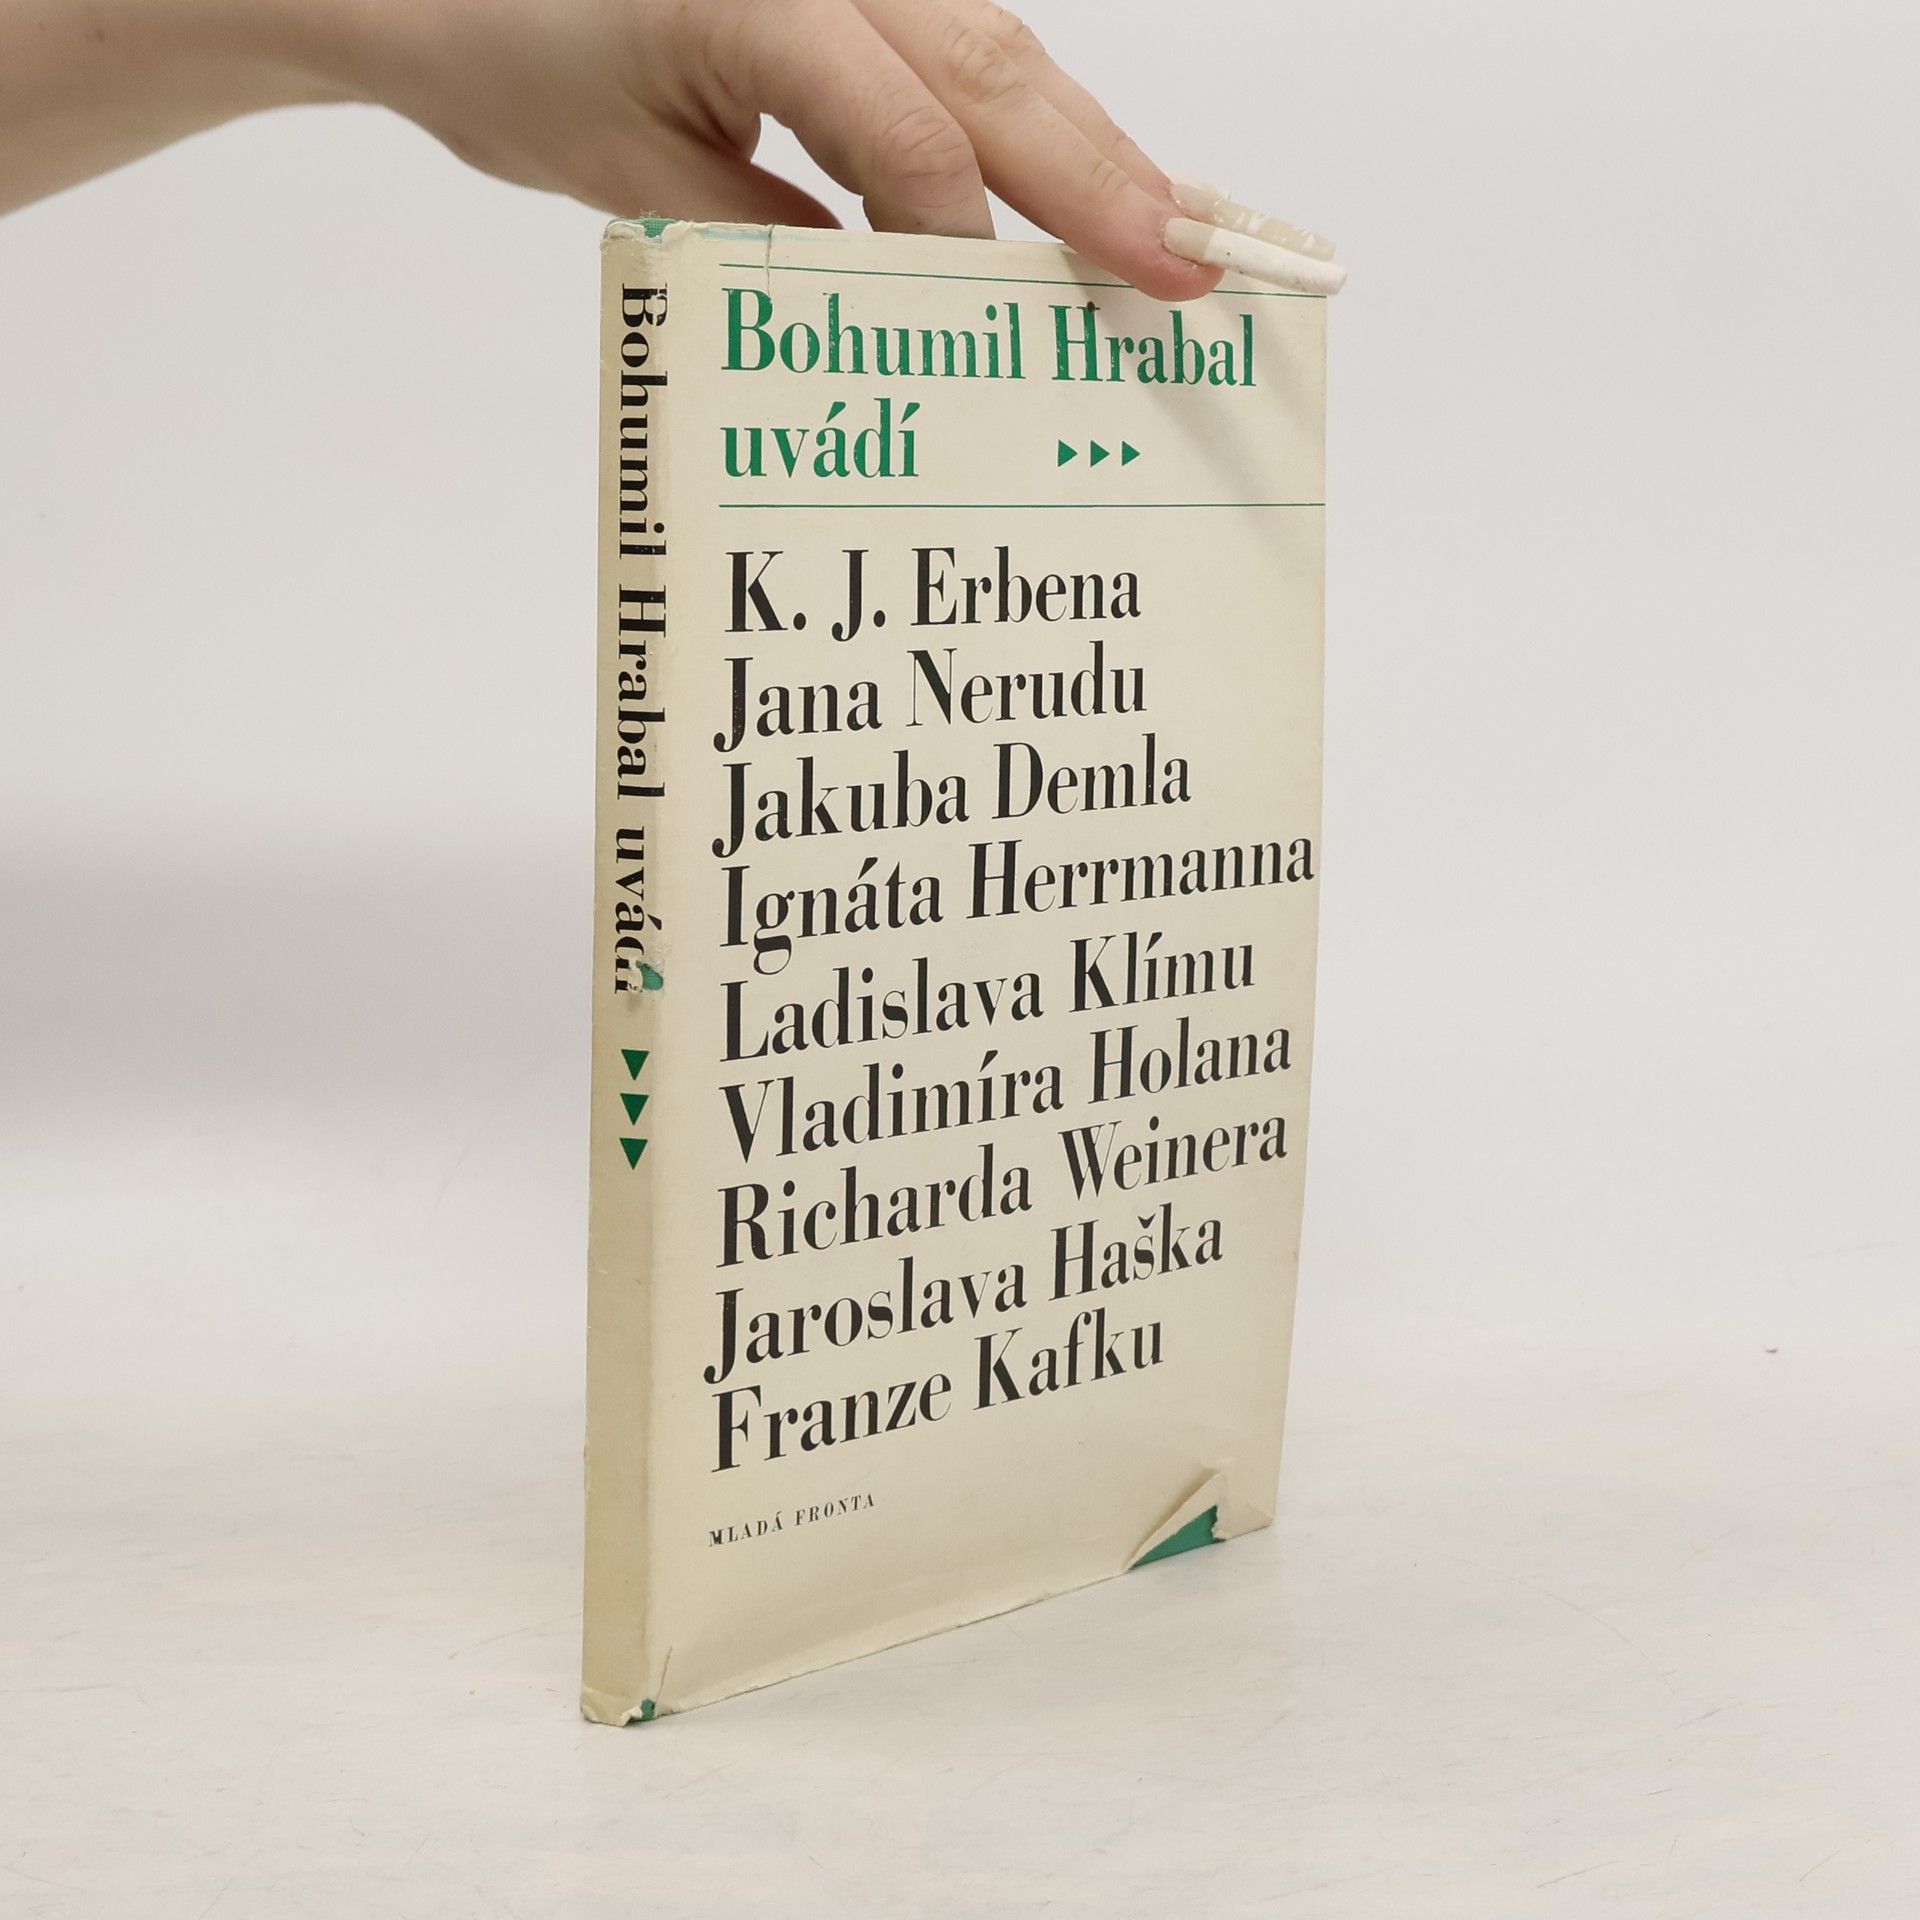 Bohumil Hrabal uvádí
Bohumil Hrabal
uvádí
K. J. Erbena
Jana Nerudu
Jakuba Demla
Ignáta Herrmanna
Ladislava Klímu
Vladimíra Holana
Richarda Weinera
Jaroslava Haška
Franze Kafku
MLADÁ FRONTA